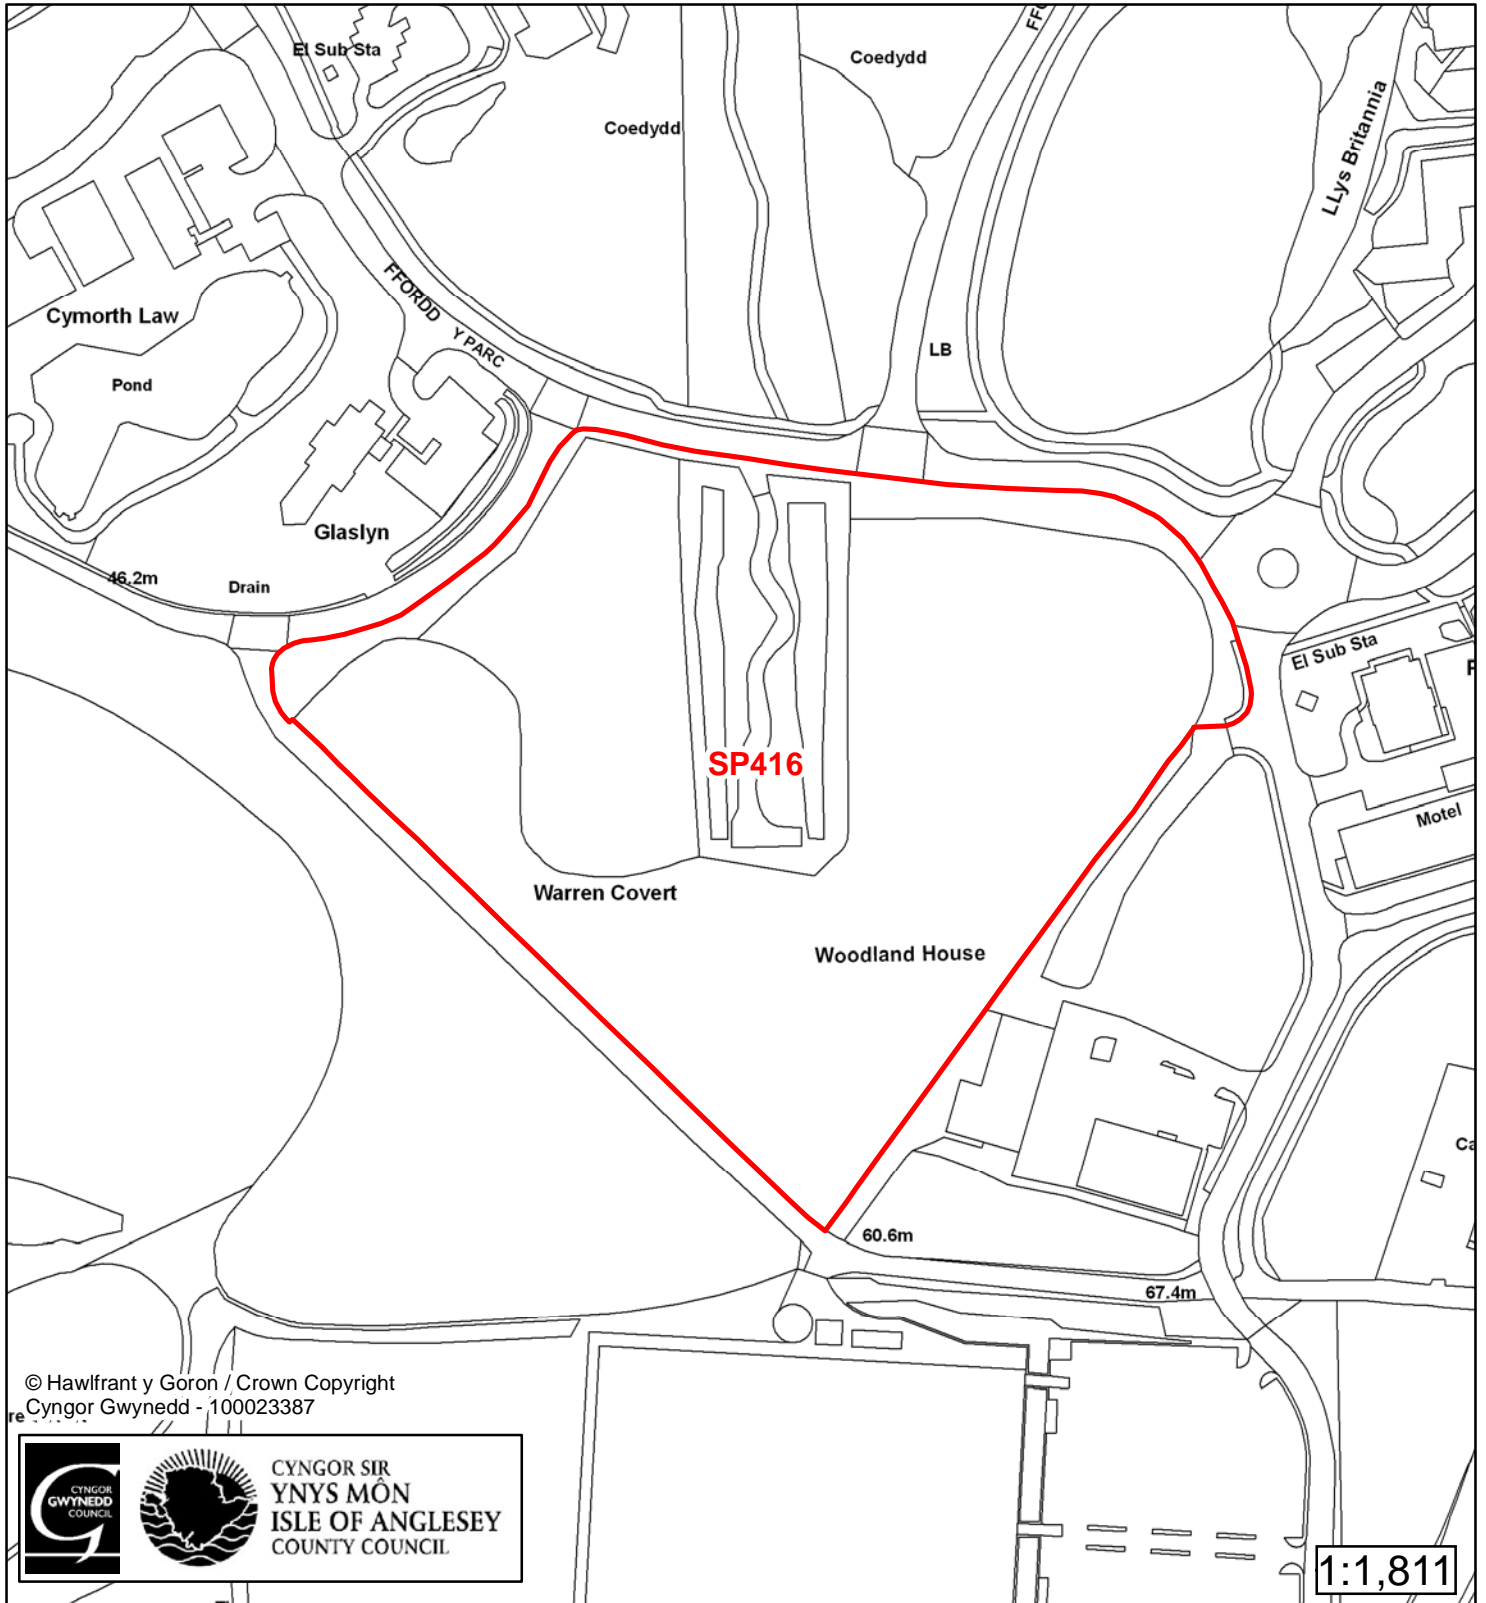 El Sub Sta
Coedydd
Coedydd
LLys Britannia
FFORDD Y PARC
Cymorth Law
Pond
LB
Glaslyn
46.2m
Drain
El Sub Sta
SP416
Motel
Warren Covert
Woodland House
60.6m
67.4m
© Hawlfrant y Goron / Crown Copyright
Cyngor Gwynedd - 100023387
CYNGOR
GWYNEDD
COUNCIL
CYNGOR SIR
YNYS MÔN
ISLE OF ANGLESEY
COUNTY COUNCIL
1:1,811